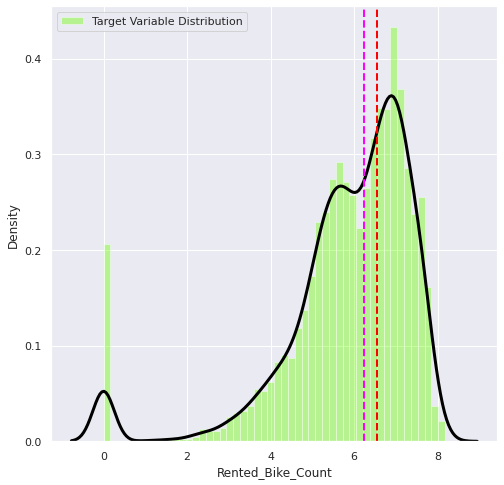 Target Variable Distribution
0.4
0.3
0.2
0.1
0.0
Density
0 2 4 6 8
Rented_Bike_Count